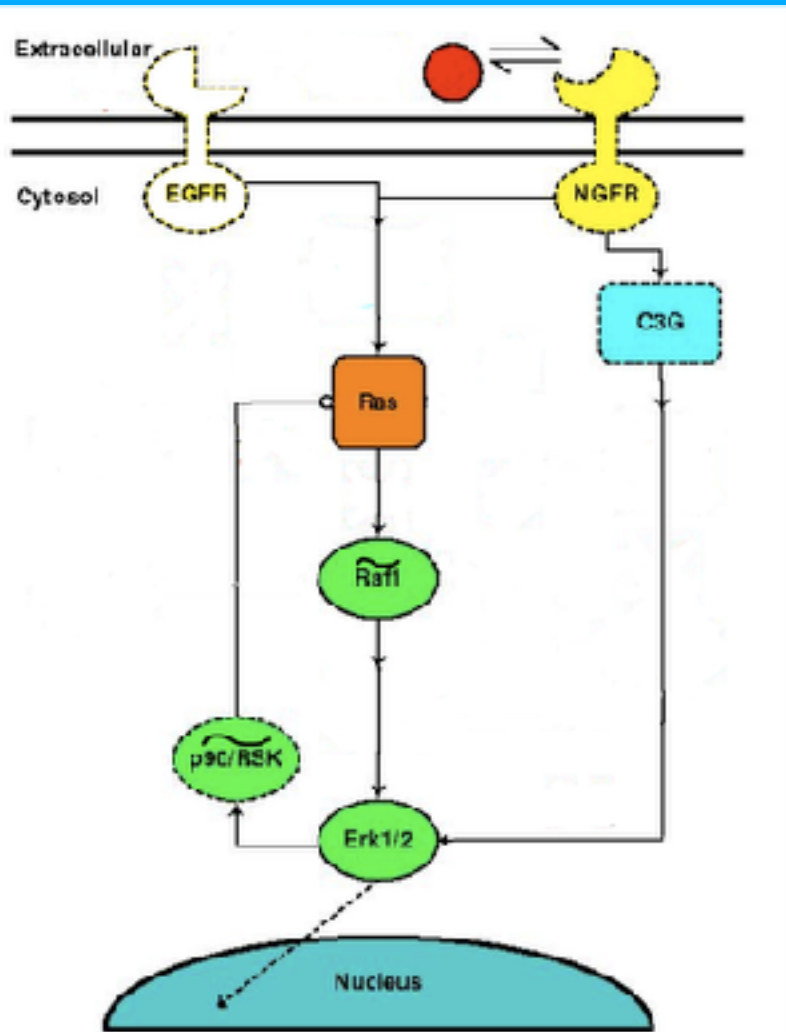 Extracellular
Cytosol
EGFR
NGFR
C3G
Ras
Raf1
p90/RSK
Erk1/2
Nucleus